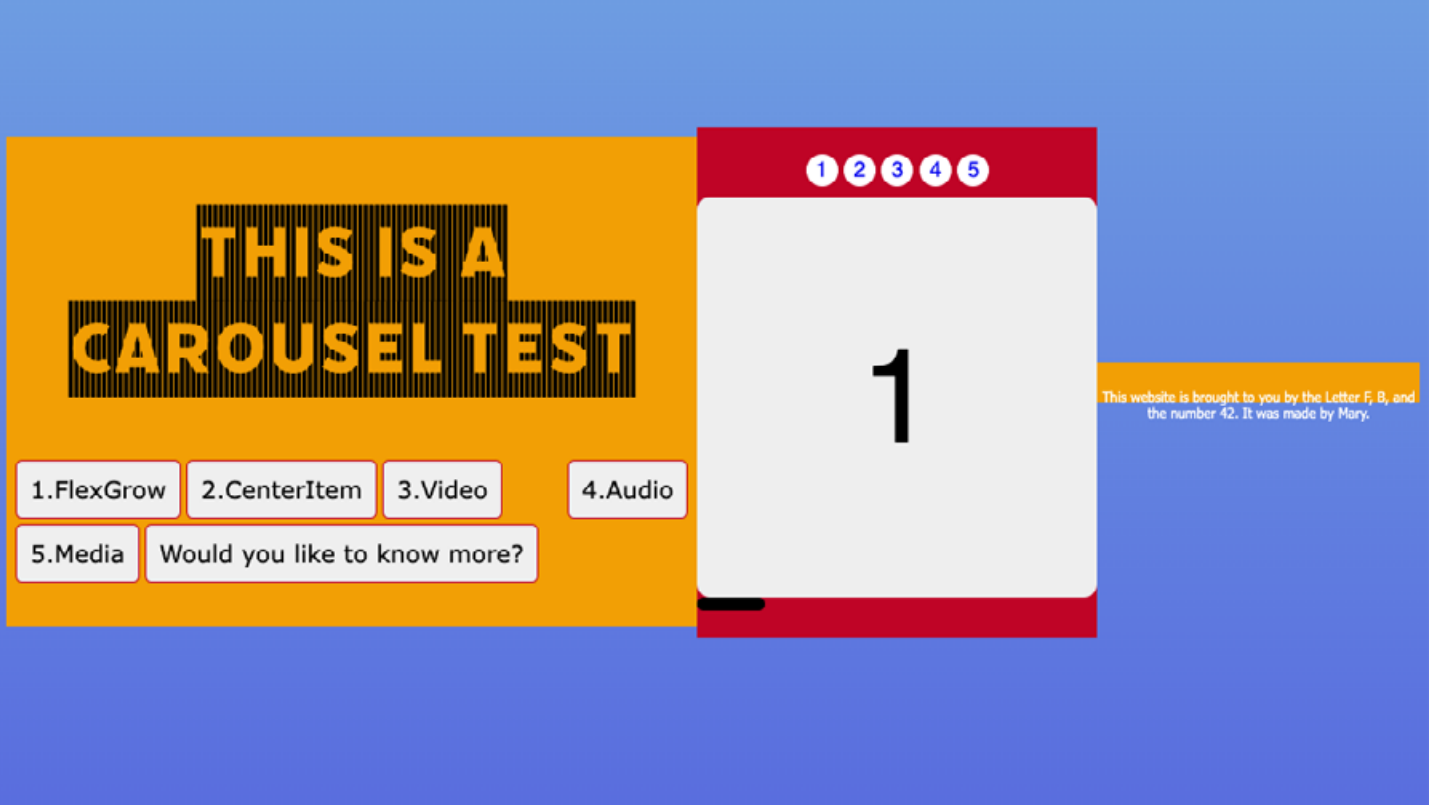 THIS IS A
CAROUSEL TEST
1.FlexGrow
2.CenterItem
3.Video
4.Audio
5.Media
Would you like to know more?
1 2 3 4 5
1
This website is brought to you by the Letter F, B, and
the number 42. It was made by Mary.